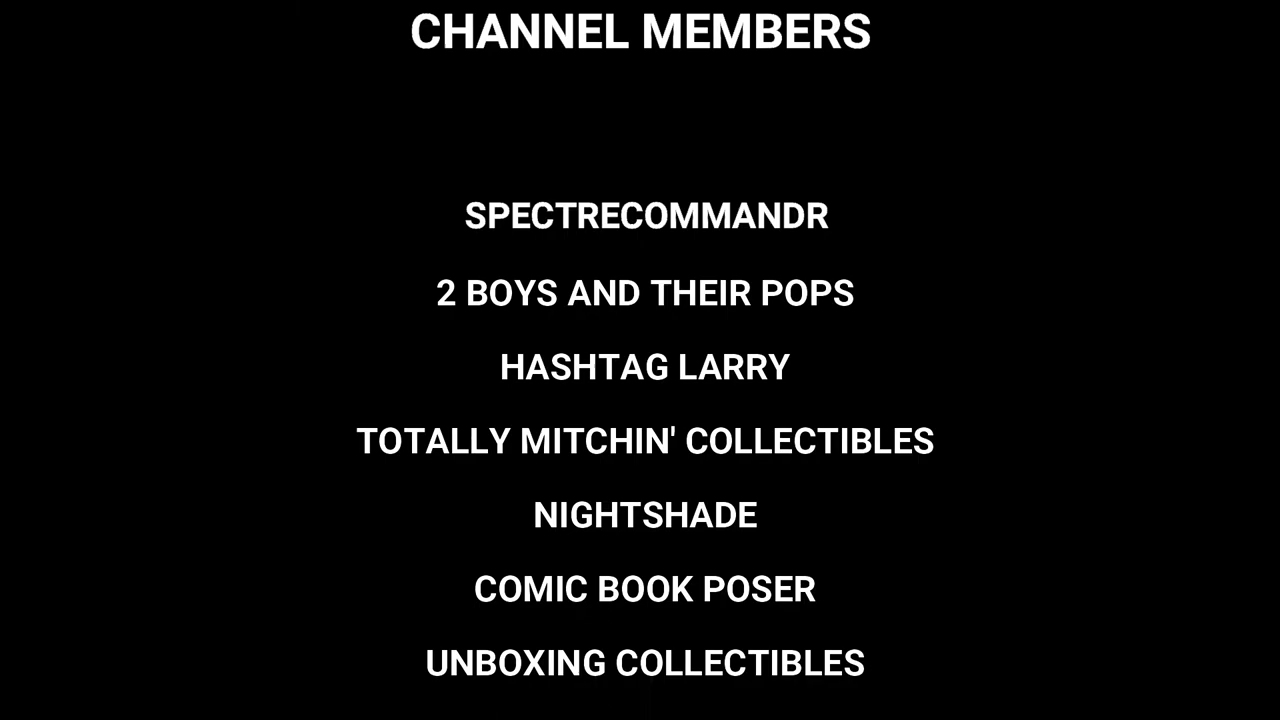 CHANNEL MEMBERS
SPECTRECOMMANDR
2 BOYS AND THEIR POPS
HASHTAG LARRY
TOTALLY MITCHIN' COLLECTIBLES
NIGHTSHADE
COMIC BOOK POSER
UNBOXING COLLECTIBLES